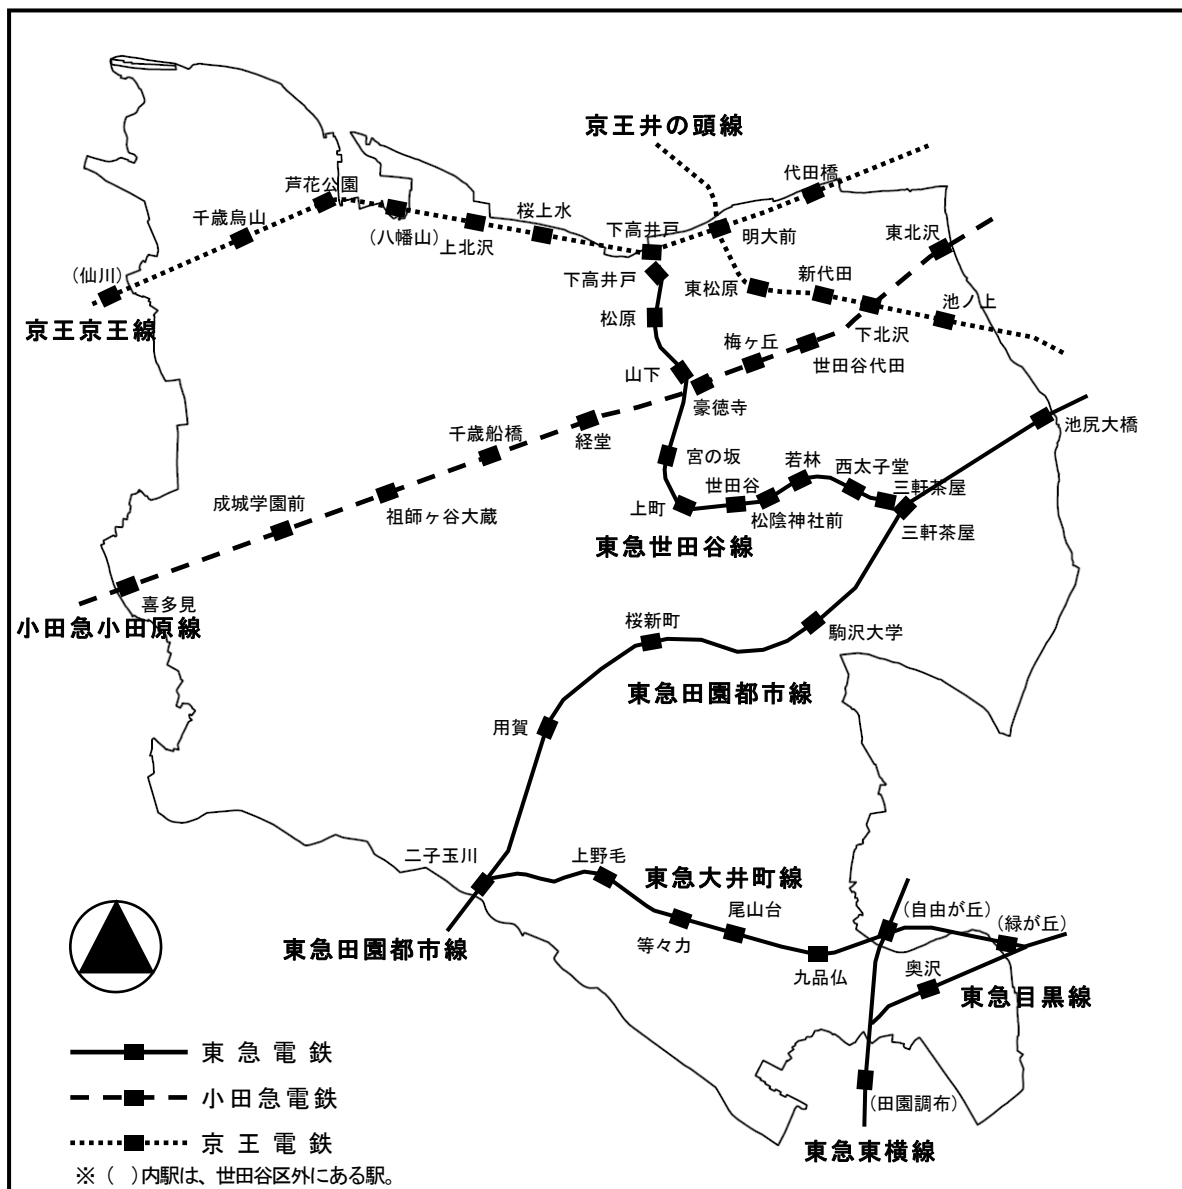 京王井の頭線
代田橋
芦花公園
千歳烏山
桜上水
下高井戸
(八幡山)
上北沢
明大前
東北沢
(仙川)
下高井戸
東松原
新代田
池ノ上
京王京王線
松原
梅ヶ丘
下北沢
世田谷代田
山下
豪徳寺
池尻大橋
千歳船橋
経堂
宮の坂
若林
西太子堂
三軒茶屋
成城学園前
祖師ヶ谷大蔵
上町
世田谷
松陰神社前
三軒茶屋
東急世田谷線
喜多見
小田急小田原線
桜新町
駒沢大学
東急田園都市線
用賀
二子玉川
上野毛
東急大井町線
尾山台
(自由が丘)
(緑が丘)
東急田園都市線
等々力
九品仏
奥沢
東急目黒線
東急電鉄
小田急電鉄
(田園調布)
京王電鉄
東急東横線
※ ( )内駅は、世田谷区外にある駅。